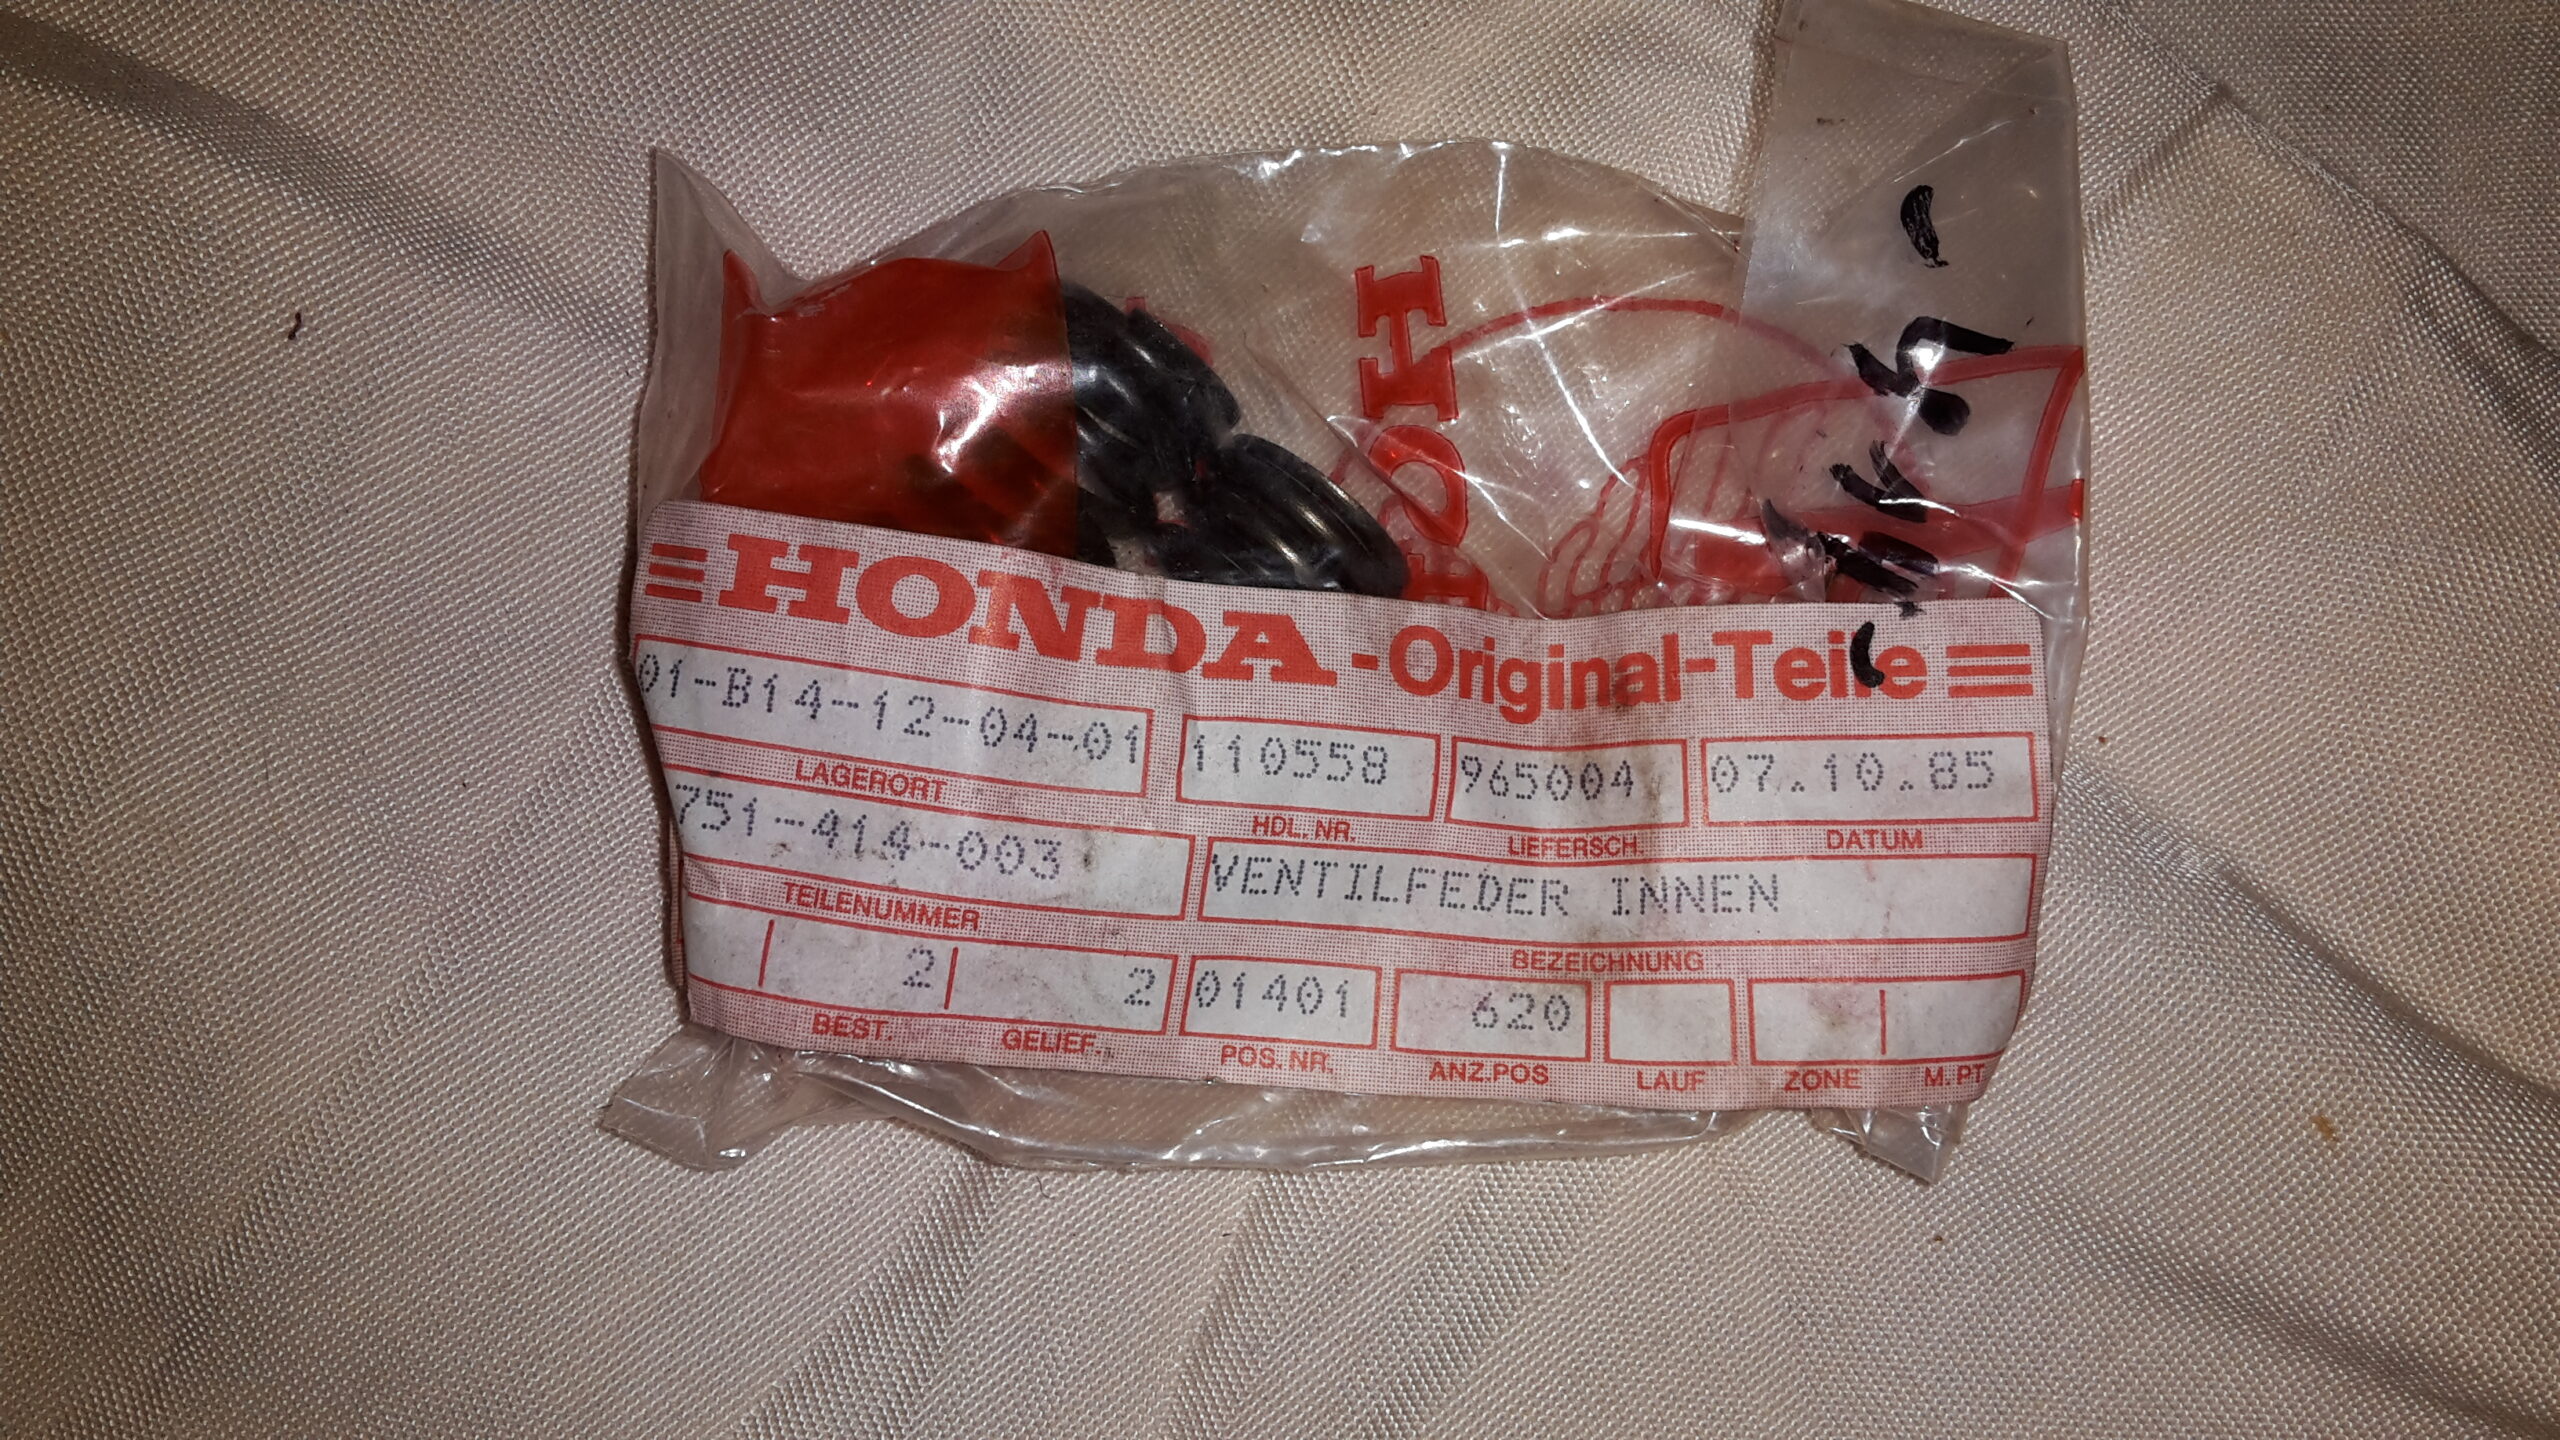 HONDA
HONDA-Original-Teile
01-B14-12-04-01 110558 965004 07.10.85
LAGERORT HDL. NR. LIEFERSCH. DATUM
751-414-003 VENTILFEDER INNEN
TEILENUMMER BEZEICHNUNG
2 2 01401 620
BEST. GELIEF. POS. NR. ANZ.POS LAUF ZONE M. PT